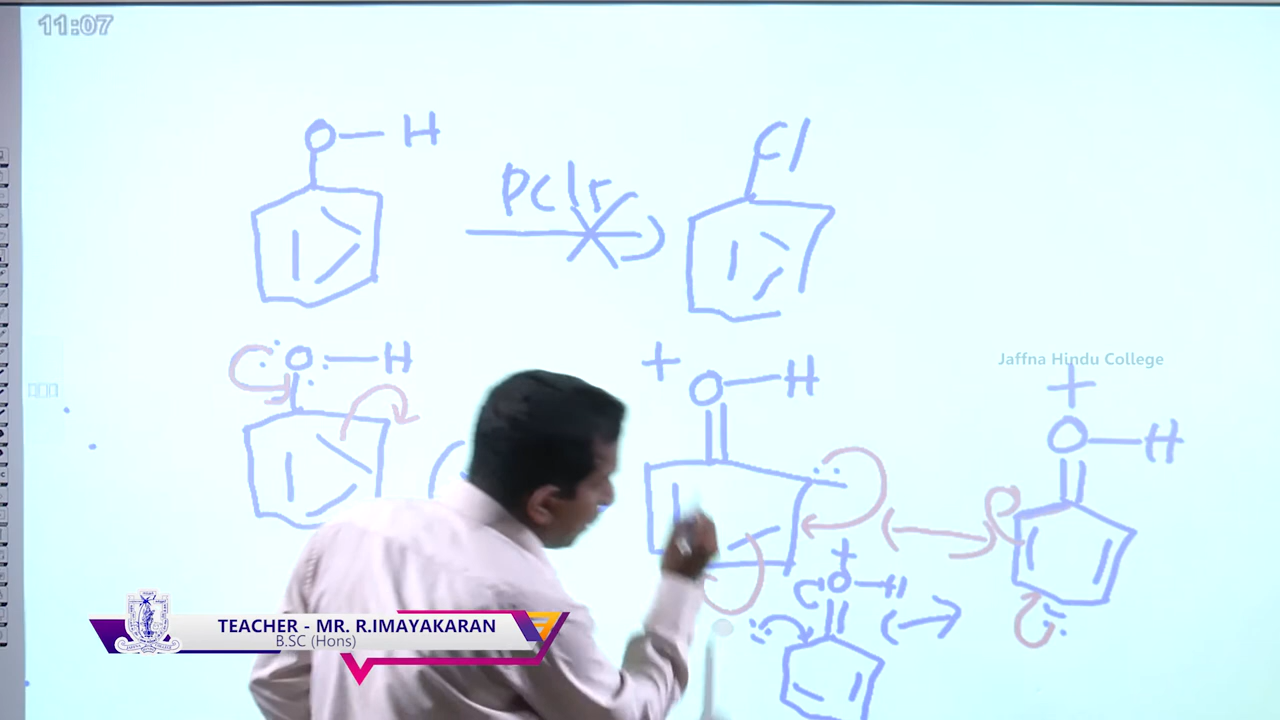 11:07
O—H
PCl5
Cl
O—H
+
O—H
Jaffna Hindu College
+
O—H
+
O—H
TEACHER - MR. R.IMAYAKARAN
B.SC (Hons)